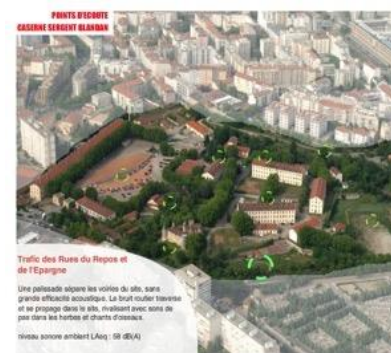 POINTS D'ECOUTE
CASERNE SERGENT BLANDAN
Trafic des Rues du Repos et
de l'Epargne
Une palissade sépare les voiries du site, sans
grande efficacité acoustique. Le bruit routier traverse
et se propage dans le site, rivalisant avec sons de
pas dans les herbes et chants d'oiseaux.
niveau sonore ambiant LAeq : 58 dB(A)